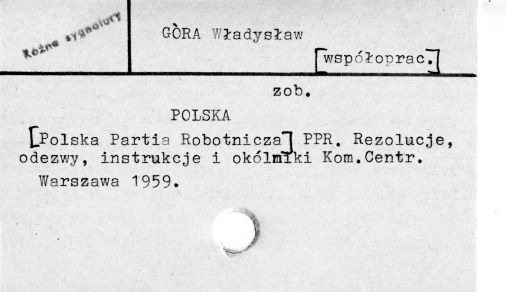 Różne sygnatury
GÒRA Władysław
[współoprac.]
zob.
POLSKA
[Polska Partia Robotnicza] PPR. Rezolucje,
odezwy, instrukcje i okólniki Kom.Centr.
Warszawa 1959.